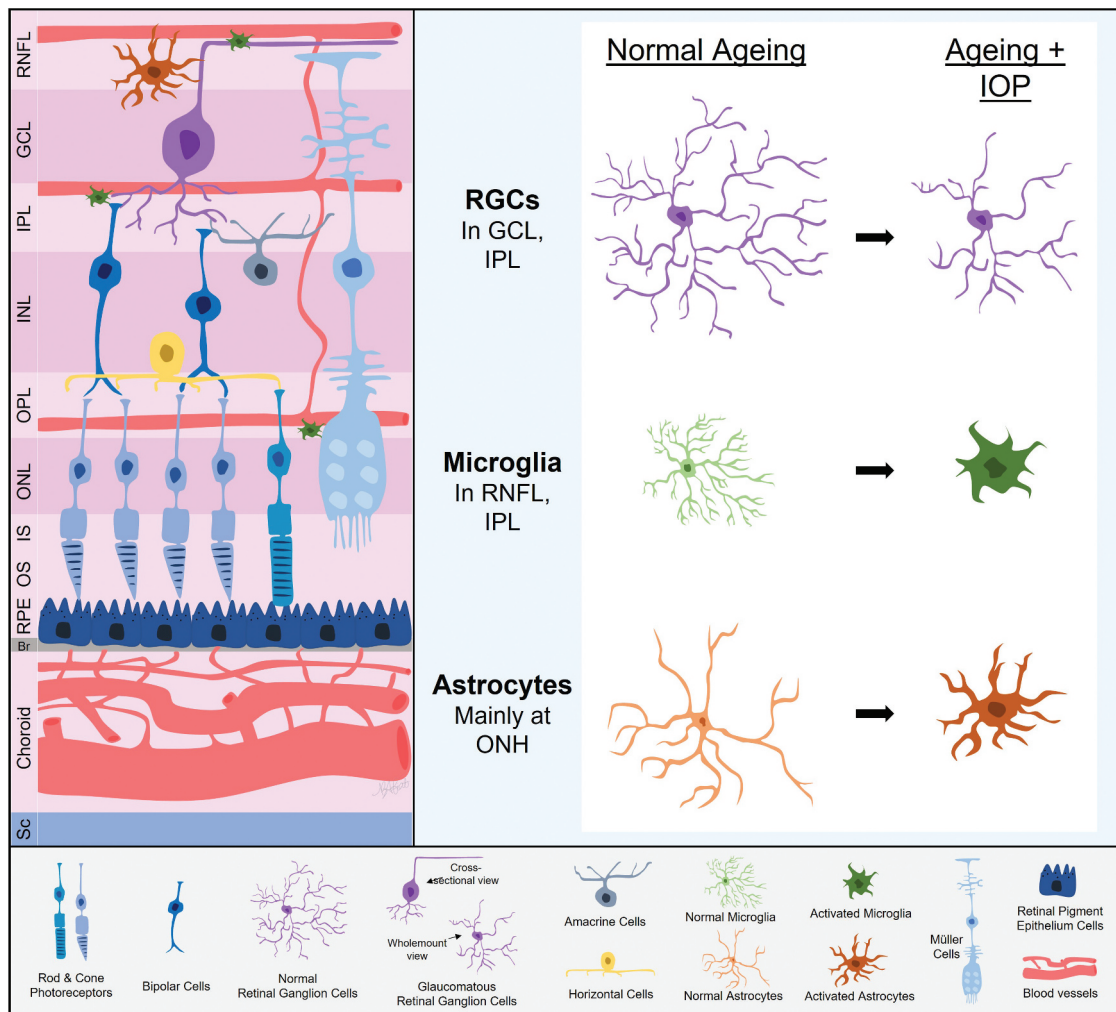 RNFL
GCL
IPL
INL
OPL
ONL
IS
OS
RPE
Br
Choroid
Sc
Normal Ageing
Ageing +
IOP
RGCs
In GCL,
IPL
Microglia
In RNFL,
IPL
Astrocytes
Mainly at
ONH
Rod & Cone
Photoreceptors
Bipolar Cells
Normal
Retinal Ganglion Cells
Cross-
sectional view
Wholemount
view
Glaucomatous
Retinal Ganglion Cells
Amacrine Cells
Horizontal Cells
Normal Microglia
Normal Astrocytes
Activated Microglia
Activated Astrocytes
Müller
Cells
Retinal Pigment
Epithelium Cells
Blood vessels